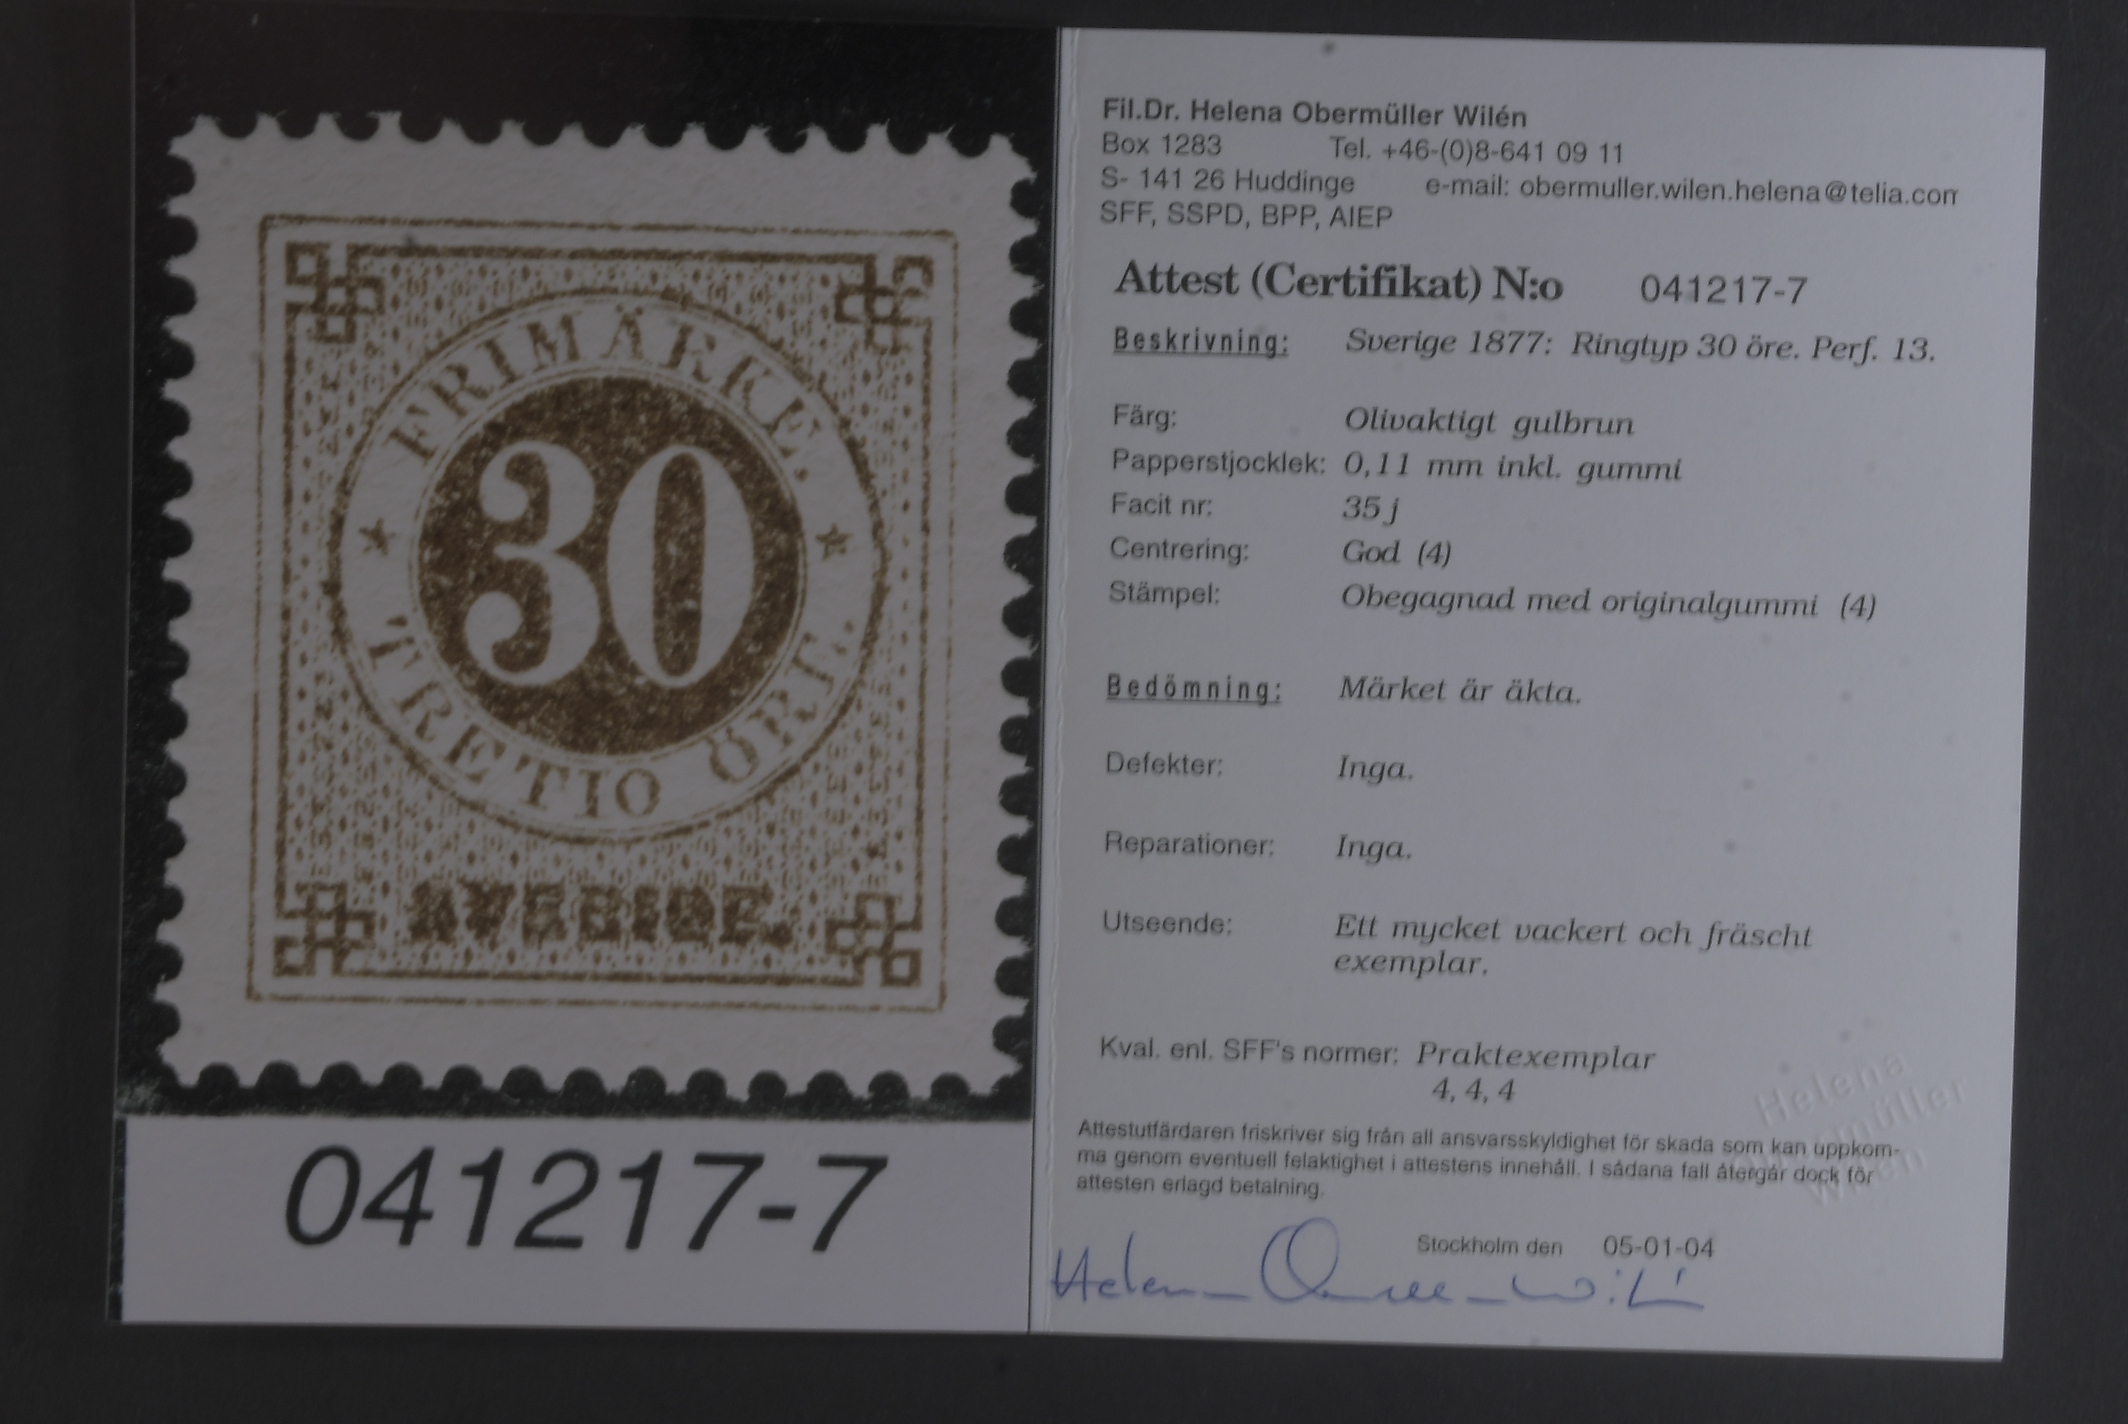 FRIMÄRKE.
30
TRETIO ÖRE.
SVERIGE.
041217-7
Fil.Dr. Helena Obermüller Wilén
Box 1283 Tel. +46-(0)8-641 09 11
S- 141 26 Huddinge e-mail: obermuller.wilen.helena@telia.com
SFF, SSPD, BPP, AIEP
Attest (Certifikat) N:o 041217-7
Beskrivning: Sverige 1877: Ringtyp 30 öre. Perf. 13.
Färg: Olivaktigt gulbrun
Papperstjocklek: 0,11 mm inkl. gummi
Facit nr: 35 j
Centrering: God (4)
Stämpel: Obegagnad med originalgummi (4)
Bedömning: Märket är äkta.
Defekter: Inga.
Reparationer: Inga.
Utseende: Ett mycket vackert och fräscht
exemplar.
Kval. enl. SFF's normer: Praktexemplar
4, 4, 4
Helena
Obermüller
Wilén
Attestutfärdaren friskriver sig från all ansvarsskyldighet för skada som kan uppkom-
ma genom eventuell felaktighet i attestens innehåll. I sådana fall återgår dock för
attesten erlagd betalning.
Stockholm den 05-01-04